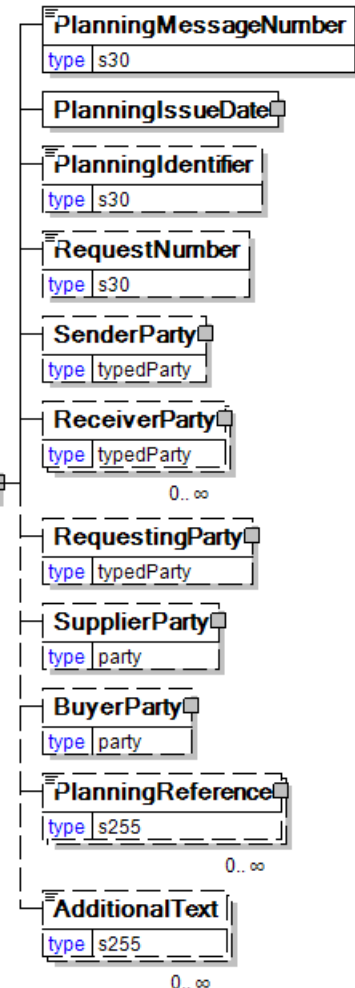 PlanningMessageNumber
type s30
PlanningIssueDate
PlanningIdentifier
type s30
RequestNumber
type s30
SenderParty
type typedParty
ReceiverParty
type typedParty
0.. ∞
RequestingParty
type typedParty
SupplierParty
type party
BuyerParty
type party
PlanningReference
type s255
0.. ∞
AdditionalText
type s255
0.. ∞